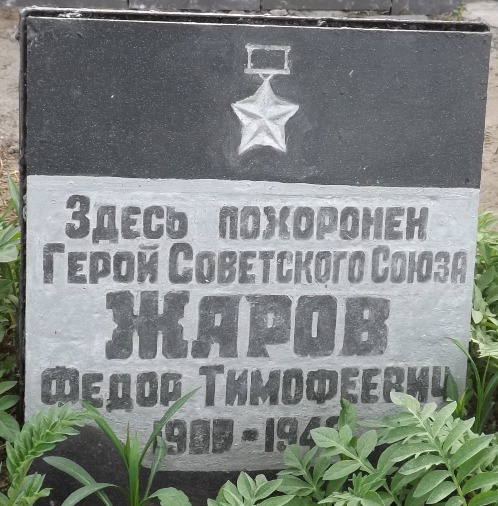 Здесь похоронен
Герой Советского Союза
Жаров
Федор Тимофеевич